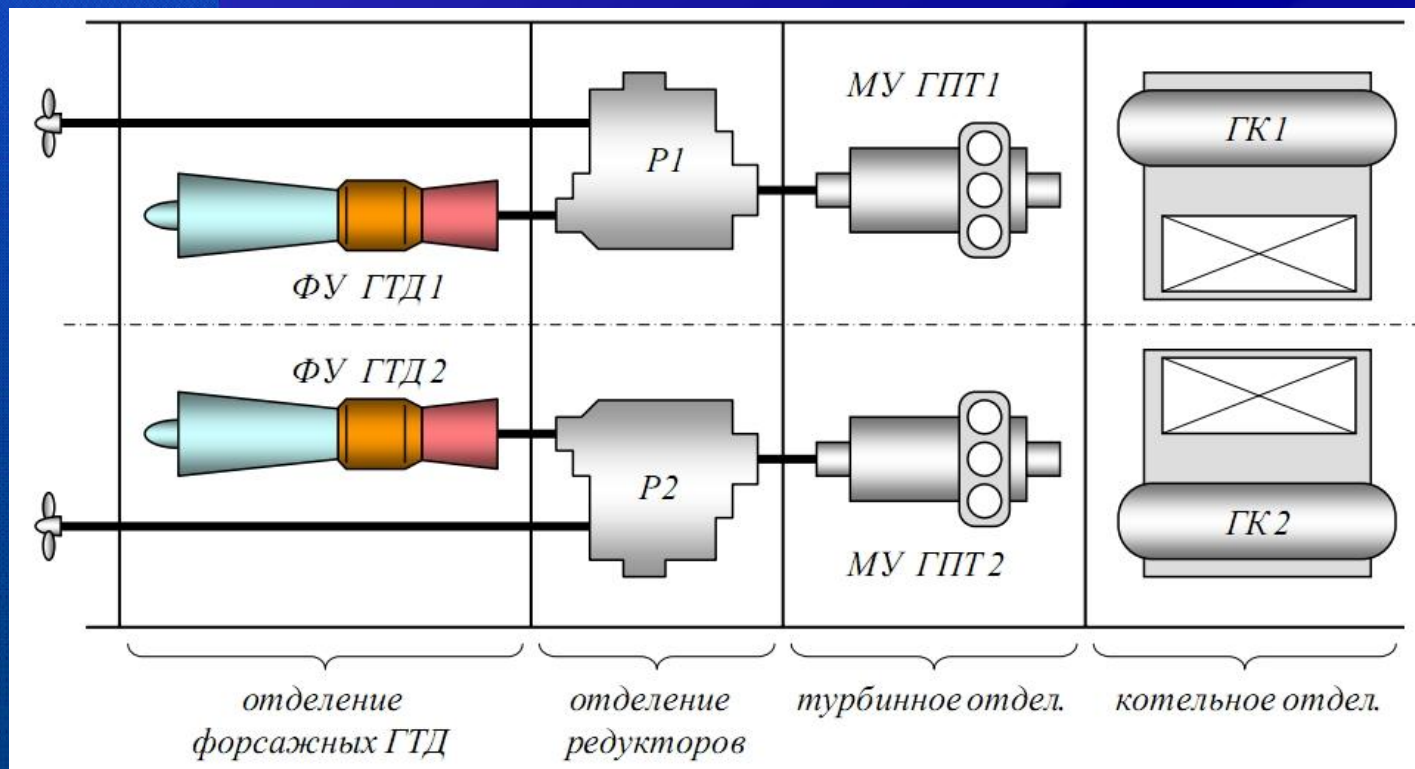 МУ ГПТ1
ГК1
Р1
ФУ ГТД1
ФУ ГТД2
Р2
ГК2
МУ ГПТ2
отделение
форсажных ГТД
отделение
редукторов
турбинное отдел.
котельное отдел.